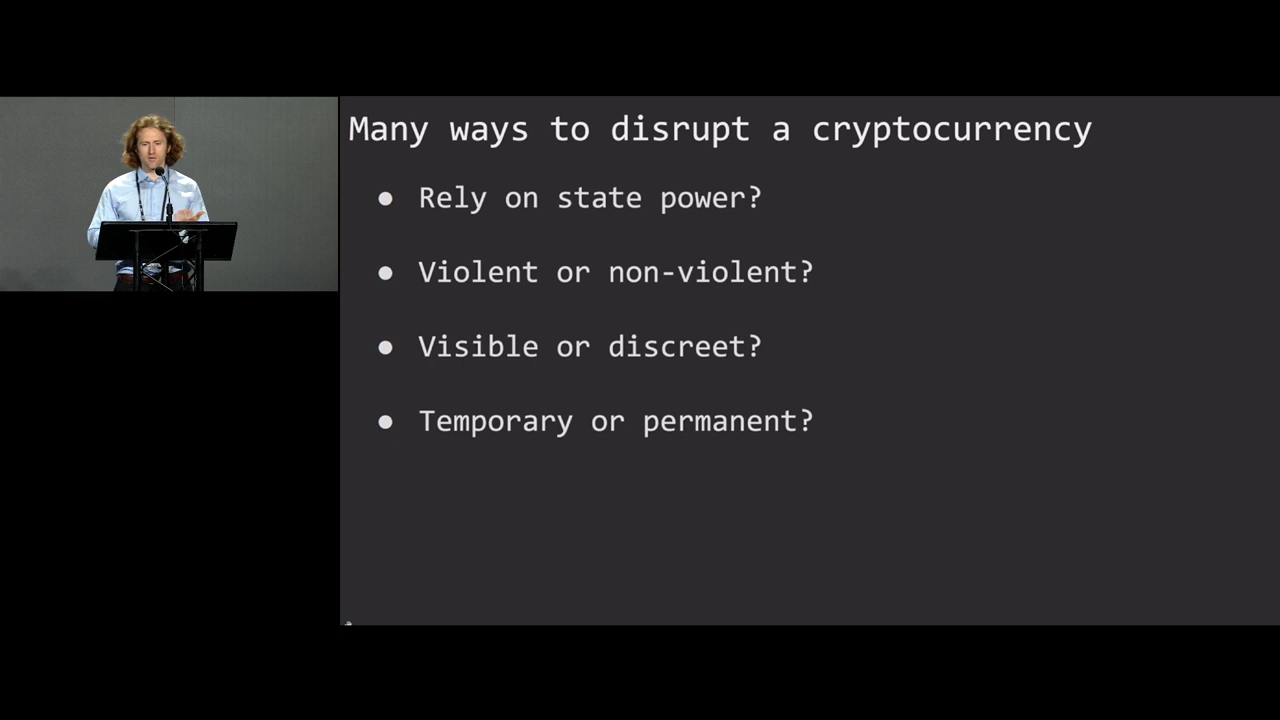 Many ways to disrupt a cryptocurrency
● Rely on state power?
● Violent or non-violent?
● Visible or discreet?
● Temporary or permanent?